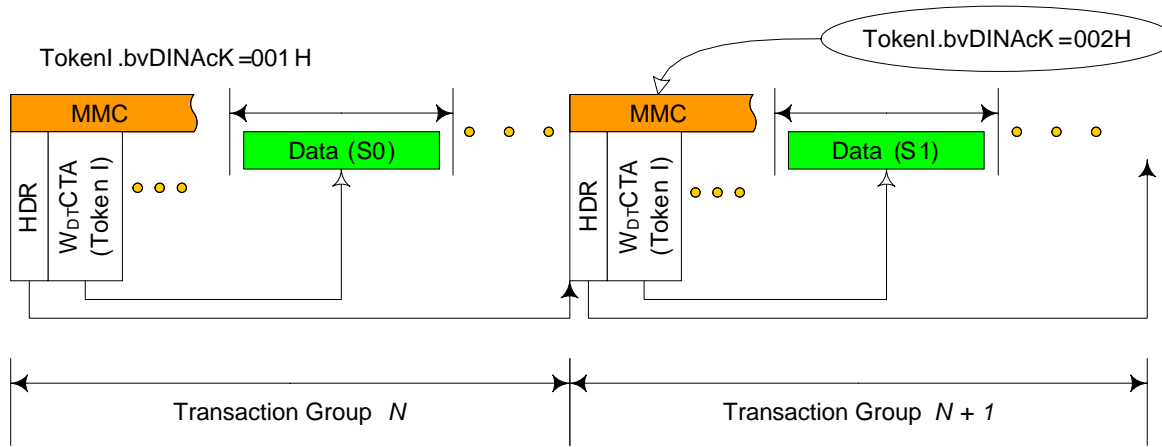 TokenI.bvDINAcK=002H
TokenI.bvDINAcK=001H
MMC
MMC
Data (S0)
Data (S1)
HDR
WDTCTA
(Token I)
HDR
WDTCTA
(Token I)
Transaction Group N
Transaction Group N + 1